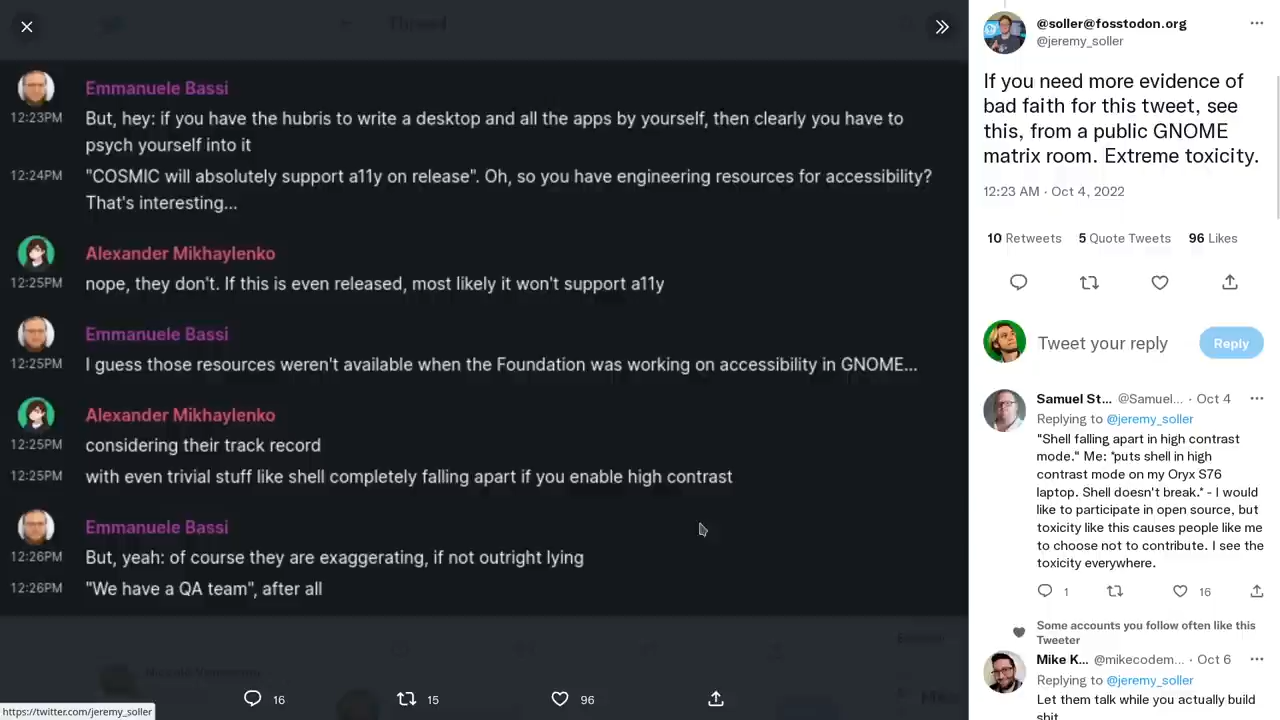 Thread
Emmanuele Bassi
12:23PM But, hey: if you have the hubris to write a desktop and all the apps by yourself, then clearly you have to
psych yourself into it
12:24PM "COSMIC will absolutely support a11y on release". Oh, so you have engineering resources for accessibility?
That's interesting...
Alexander Mikhaylenko
12:25PM nope, they don't. If this is even released, most likely it won't support a11y
Emmanuele Bassi
12:25PM I guess those resources weren't available when the Foundation was working on accessibility in GNOME...
Alexander Mikhaylenko
12:25PM considering their track record
12:25PM with even trivial stuff like shell completely falling apart if you enable high contrast
Emmanuele Bassi
12:26PM But, yeah: of course they are exaggerating, if not outright lying
12:26PM "We have a QA team", after all
16 15 96
https://twitter.com/jeremy_soller
@soller@fosstodon.org
@jeremy_soller
If you need more evidence of
bad faith for this tweet, see
this, from a public GNOME
matrix room. Extreme toxicity.
12:23 AM · Oct 4, 2022
10 Retweets 5 Quote Tweets 96 Likes
Tweet your reply Reply
Samuel St... @Samuel... · Oct 4
Replying to @jeremy_soller
"Shell falling apart in high contrast
mode." Me: *puts shell in high
contrast mode on my Oryx S76
laptop. Shell doesn't break.* - I would
like to participate in open source, but
toxicity like this causes people like me
to choose not to contribute. I see the
toxicity everywhere.
1 16
Some accounts you follow often like this
Tweeter
Mike K... @mikecodem... · Oct 6
Replying to @jeremy_soller
Let them talk while you actually build
shit